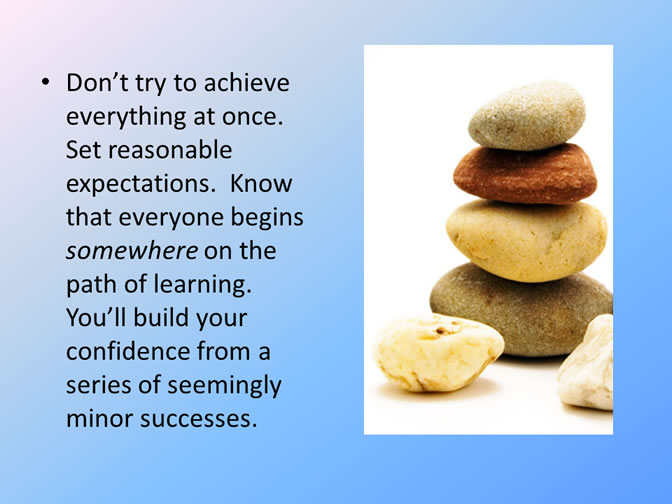 • Don’t try to achieve
everything at once.
Set reasonable
expectations.  Know
that everyone begins
somewhere on the
path of learning.
You’ll build your
confidence from a
series of seemingly
minor successes.